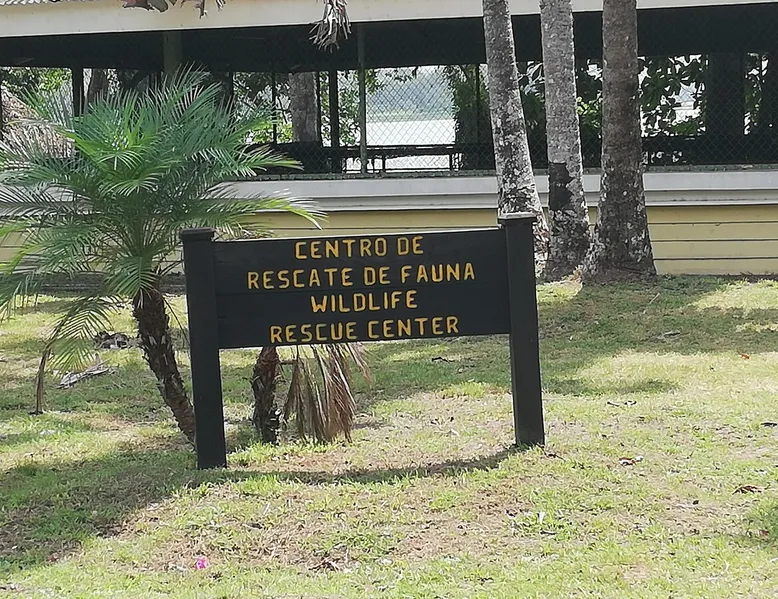 CENTRO DE
RESCATE DE FAUNA
WILDLIFE
RESCUE CENTER